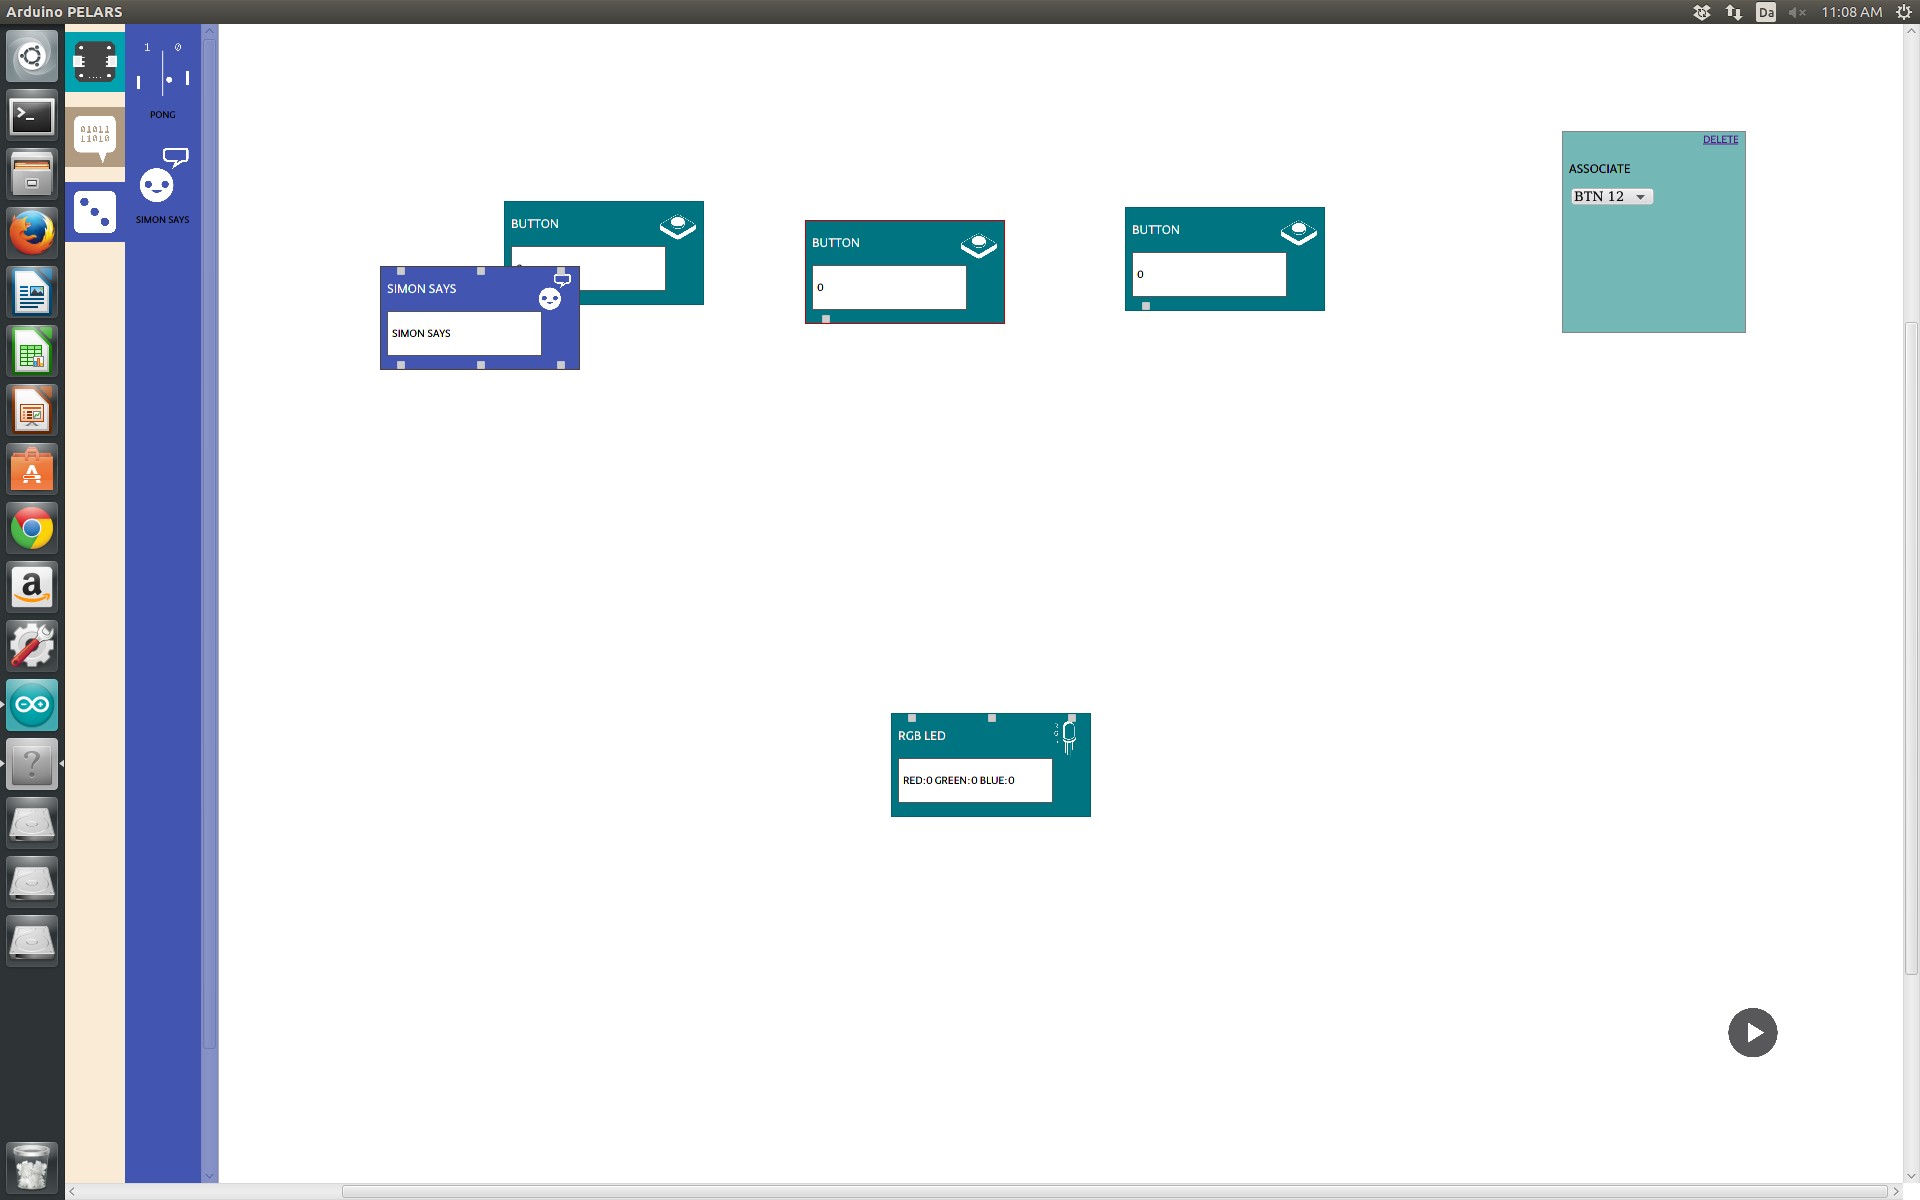 Arduino PELARS
Da
11:08 AM
1 0
PONG
01011
11010
SIMON SAYS
DELETE
ASSOCIATE
BTN 12
BUTTON
BUTTON
0
BUTTON
0
SIMON SAYS
SIMON SAYS
RGB LED
RED:0 GREEN:0 BLUE:0